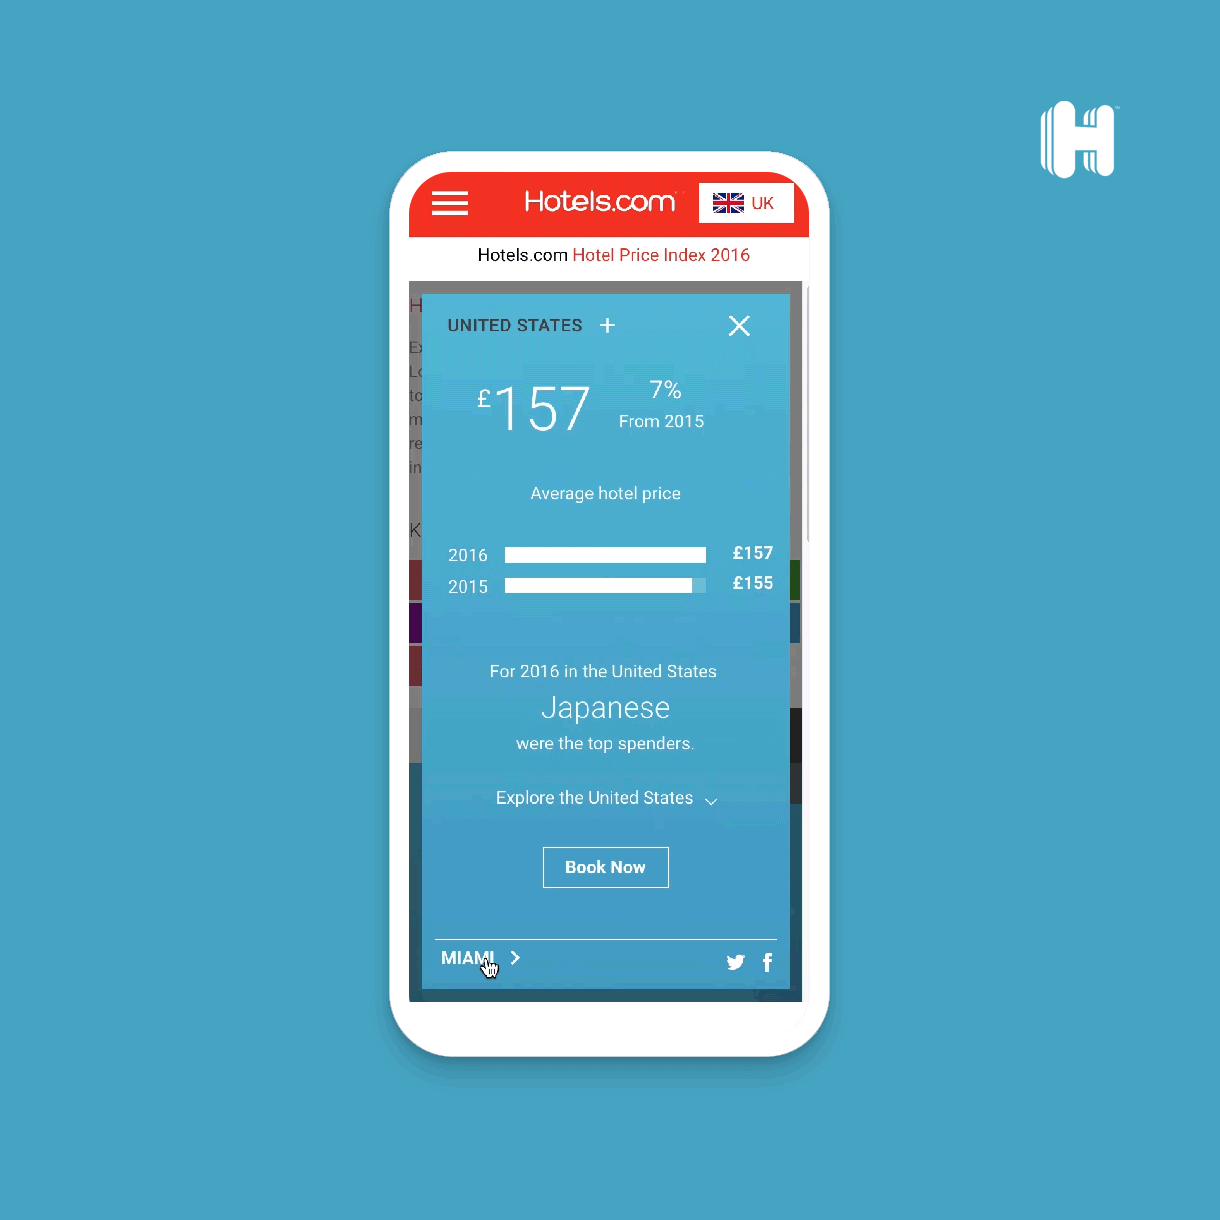 H
Hotels.com
UK
Hotels.com Hotel Price Index 2016
UNITED STATES +
£157
7%
From 2015
Average hotel price
2016 £157
2015 £155
For 2016 in the United States
Japanese
were the top spenders.
Explore the United States
Book Now
MIAMI